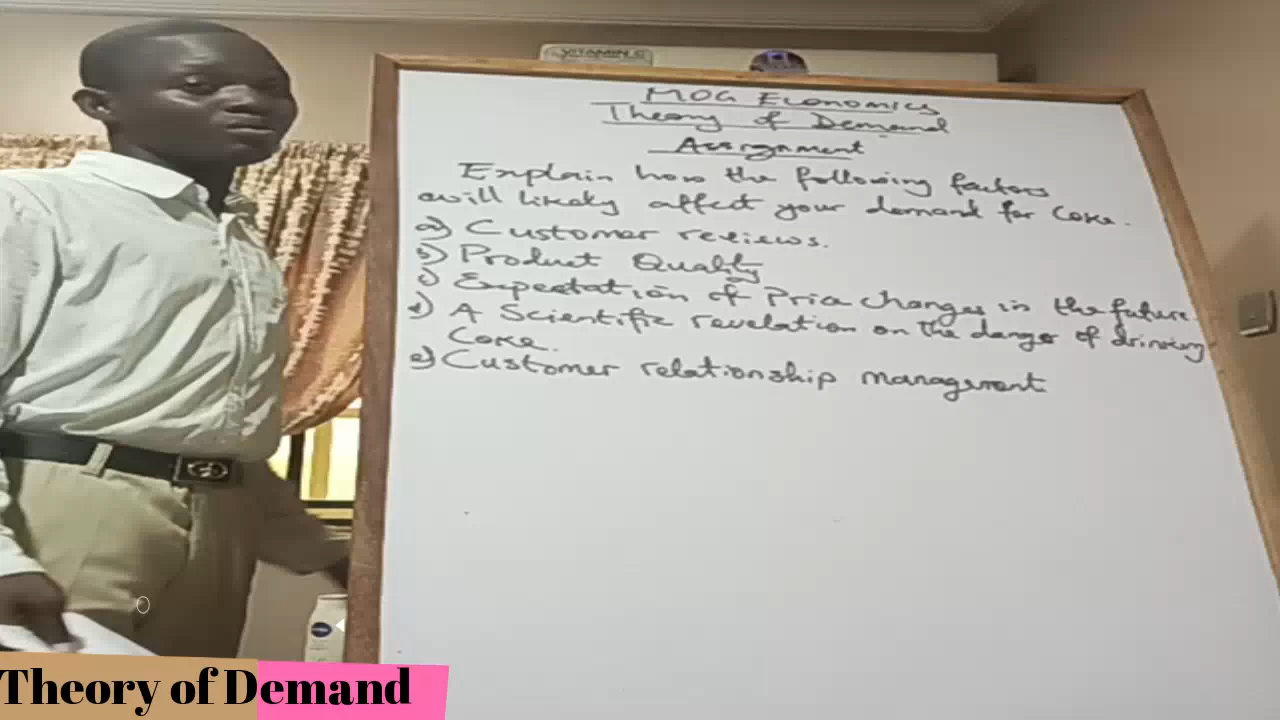 VITAMIN C
MOG Economics
Theory of Demand
Assignment
Explain how the following factors
will likely affect your demand for Coke.
a) Customer reviews.
b) Product Quality
c) Expectation of Price changes in the future.
d) A Scientific revelation on the danger of drinking
Coke.
e) Customer relationship management
NIVEA
Theory of Demand